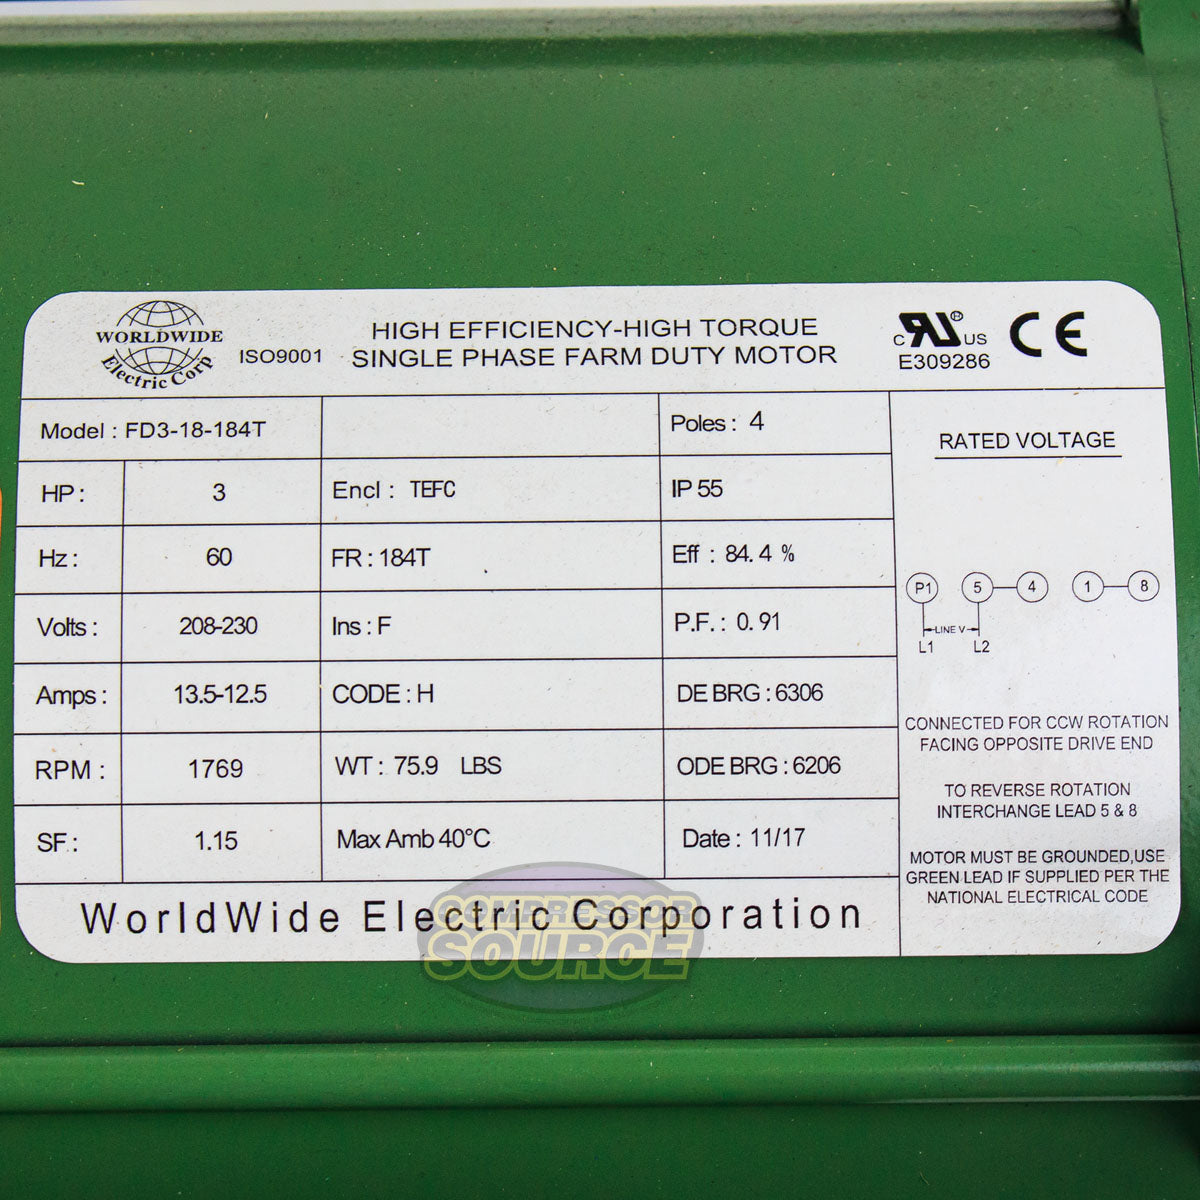 WORLDWIDE
Electric Corp
ISO9001
HIGH EFFICIENCY-HIGH TORQUE
SINGLE PHASE FARM DUTY MOTOR
c RU ® US
E309286
CE
Model : FD3-18-184T
Poles : 4
HP : 3
Encl : TEFC
IP 55
Hz : 60
FR : 184T
Eff : 84.4 %
Volts : 208-230
Ins : F
P.F. : 0.91
Amps : 13.5-12.5
CODE : H
DE BRG : 6306
RPM : 1769
WT : 75.9 LBS
ODE BRG : 6206
SF : 1.15
Max Amb 40°C
Date : 11/17
WorldWide Electric Corporation
RATED VOLTAGE
P1 5 4 1 8
LINE V
L1 L2
CONNECTED FOR CCW ROTATION
FACING OPPOSITE DRIVE END
TO REVERSE ROTATION
INTERCHANGE LEAD 5 & 8
MOTOR MUST BE GROUNDED,USE
GREEN LEAD IF SUPPLIED PER THE
NATIONAL ELECTRICAL CODE
COMPRESSOR
SOURCE